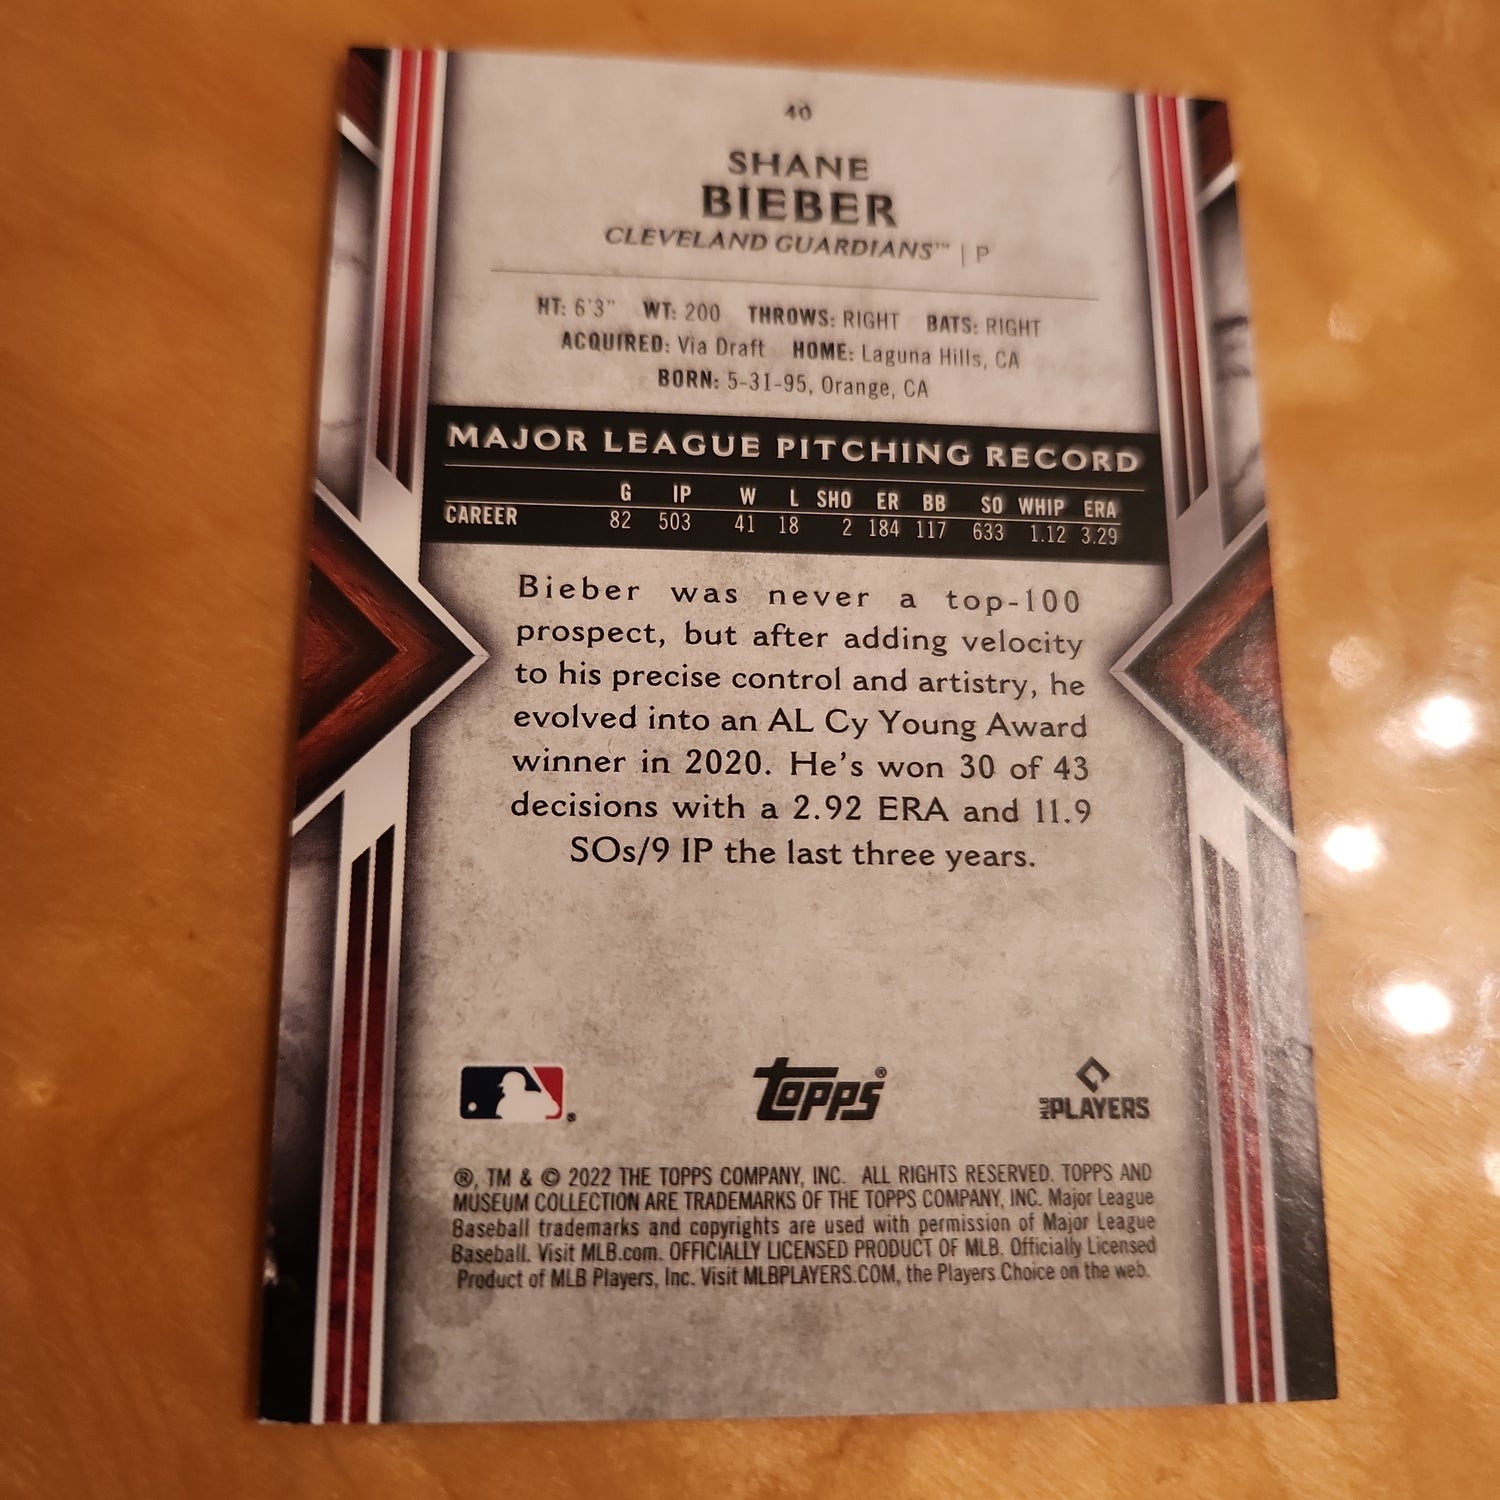 40
SHANE
BIEBER
CLEVELAND GUARDIANS™ | P
HT: 6'3" WT: 200 THROWS: RIGHT BATS: RIGHT
ACQUIRED: Via Draft HOME: Laguna Hills, CA
BORN: 5-31-95, Orange, CA
MAJOR LEAGUE PITCHING RECORD
G IP W L SHO ER BB SO WHIP ERA
CAREER 82 503 41 18 2 184 117 633 1.12 3.29
Bieber was never a top-100
prospect, but after adding velocity
to his precise control and artistry, he
evolved into an AL Cy Young Award
winner in 2020. He's won 30 of 43
decisions with a 2.92 ERA and 11.9
SOs/9 IP the last three years.
® topps® MLB PLAYERS
®, TM & © 2022 THE TOPPS COMPANY, INC. ALL RIGHTS RESERVED. TOPPS AND
MUSEUM COLLECTION ARE TRADEMARKS OF THE TOPPS COMPANY, INC. Major League
Baseball trademarks and copyrights are used with permission of Major League
Baseball. Visit MLB.com. OFFICIALLY LICENSED PRODUCT OF MLB. Officially Licensed
Product of MLB Players, Inc. Visit MLBPLAYERS.COM, the Players Choice on the web.